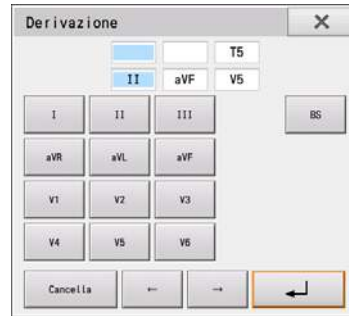 Derivazione
T5
II aVF V5
I II III BS
aVR aVL aVF
V1 V2 V3
V4 V5 V6
Cancella ← →